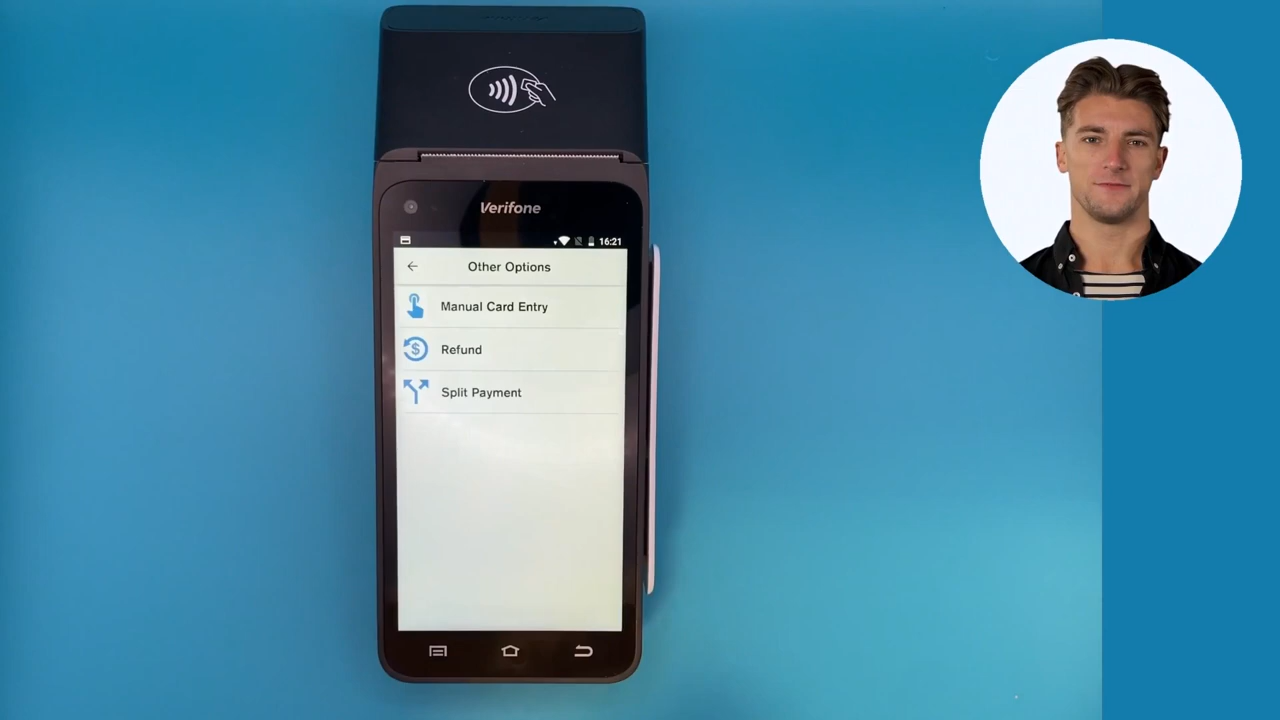 Verifone
16:21
Other Options
Manual Card Entry
Refund
Split Payment